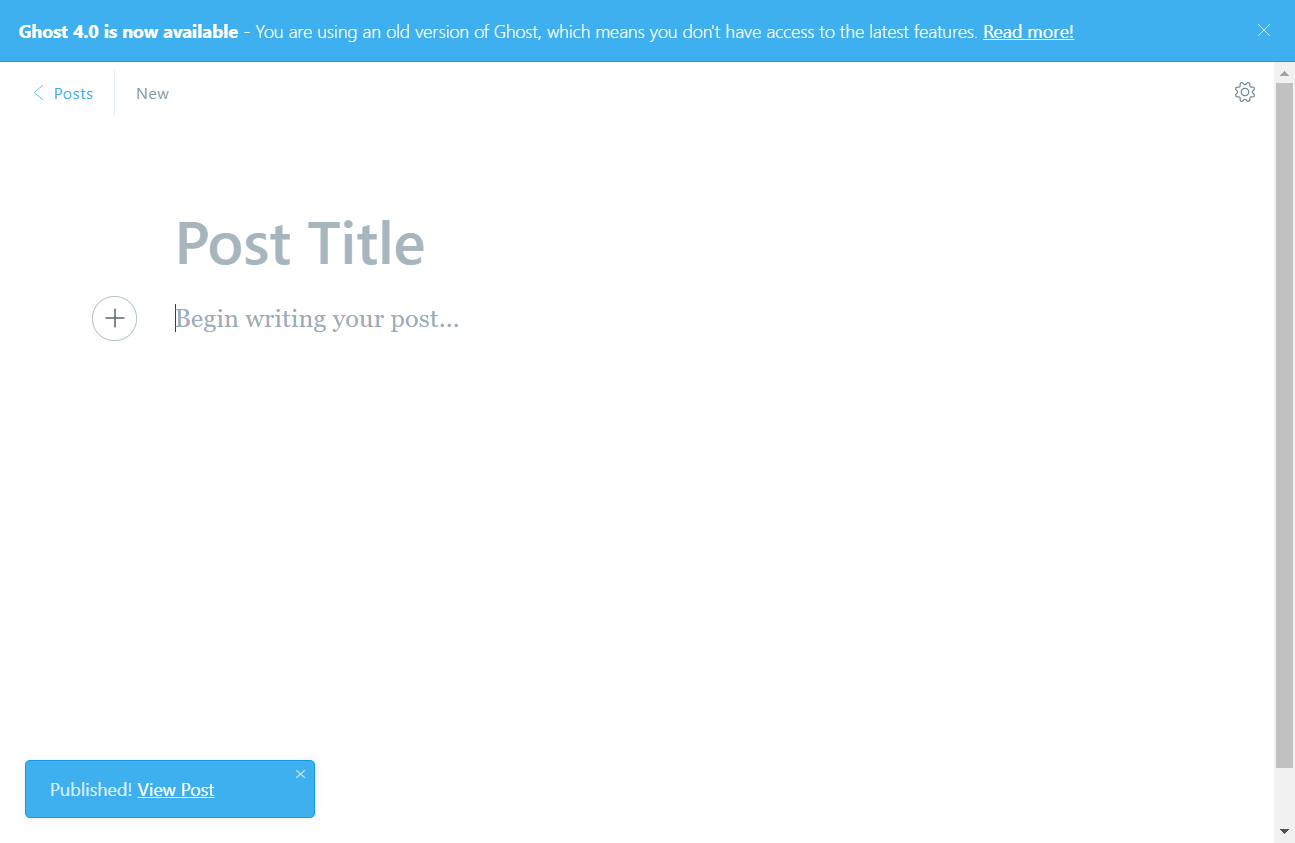 Ghost 4.0 is now available - You are using an old version of Ghost, which means you don't have access to the latest features. Read more!
Posts New
Post Title
Begin writing your post...
Published! View Post